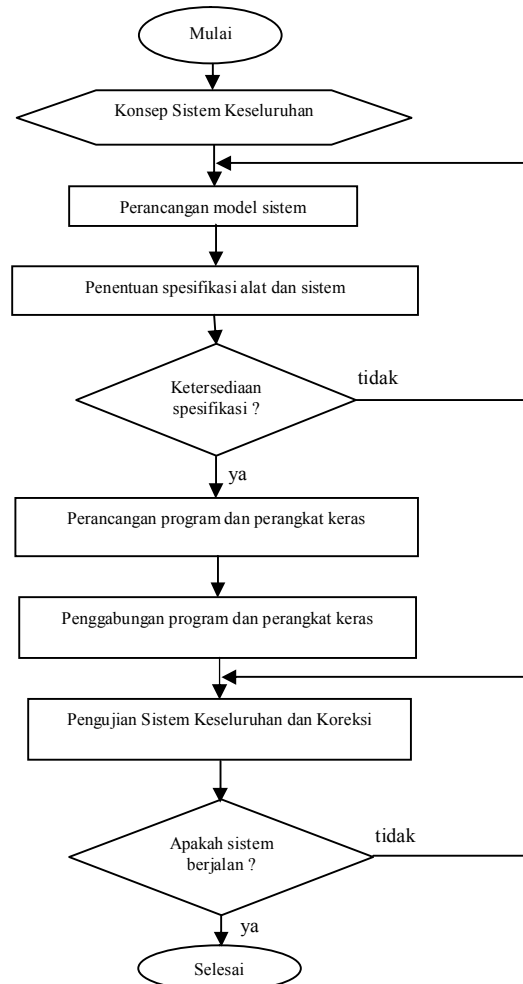 Mulai
Konsep Sistem Keseluruhan
Perancangan model sistem
Penentuan spesifikasi alat dan sistem
tidak
Ketersediaan
spesifikasi ?
ya
Perancangan program dan perangkat keras
Penggabungan program dan perangkat keras
Pengujian Sistem Keseluruhan dan Koreksi
tidak
Apakah sistem
berjalan ?
ya
Selesai